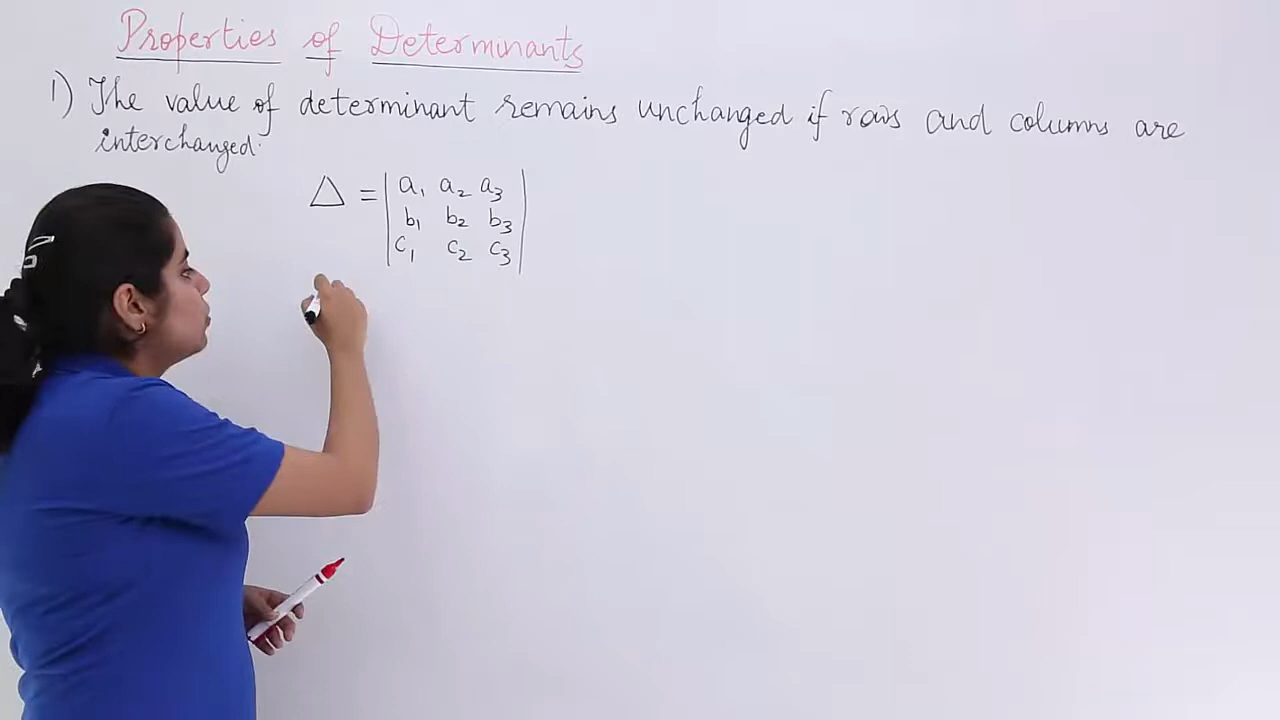 Properties of Determinants
1) The value of determinant remains unchanged if rows and columns are
interchanged.
Δ = | a₁ a₂ a₃ |
| b₁ b₂ b₃ |
| c₁ c₂ c₃ |